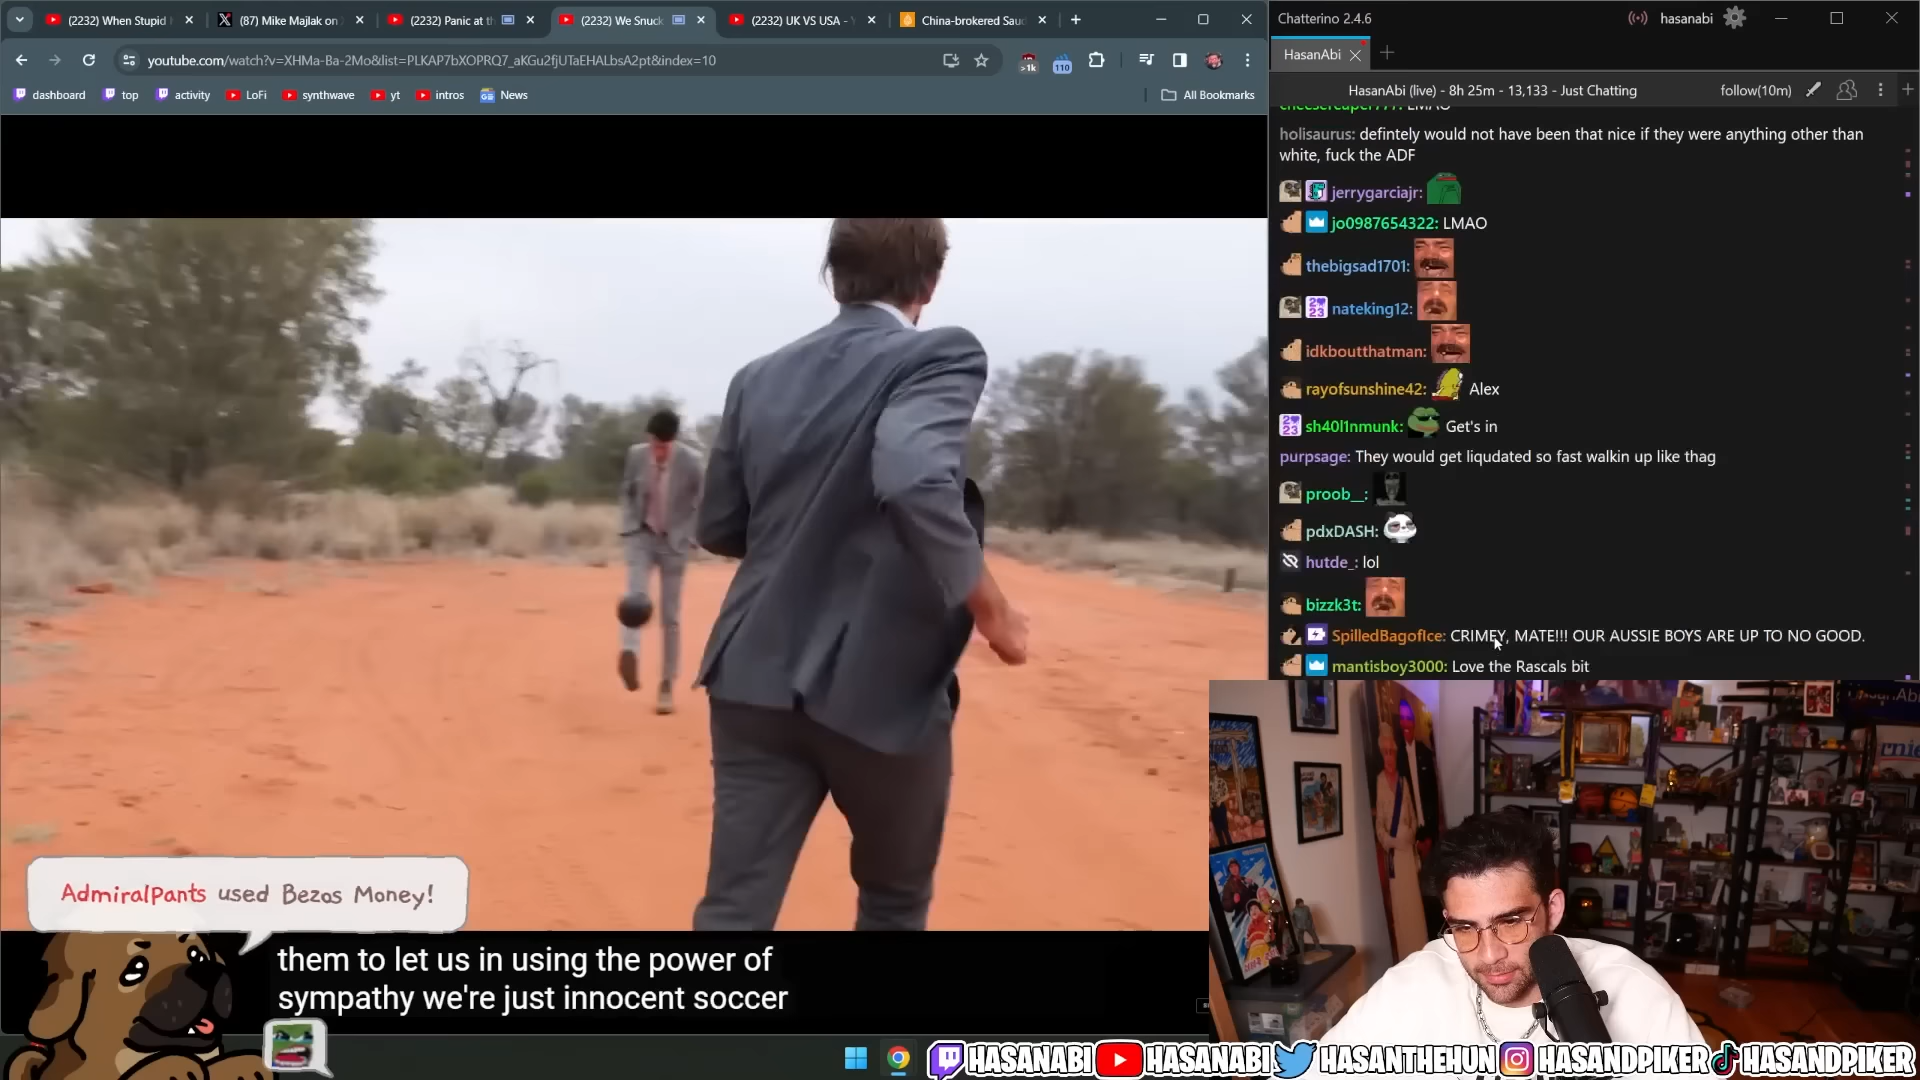 (2232) When Stupid
(87) Mike Majlak on
(2232) Panic at th
(2232) We Snuck
(2232) UK VS USA -
China-brokered Saud
youtube.com/watch?v=XHMa-Ba-2Mo&list=PLKAP7bXOPRQ7_aKGu2fjUTaEHALbsA2pt&index=10
>1k
110
dashboard
top
activity
LoFi
synthwave
yt
intros
News
All Bookmarks
Chatterino 2.4.6
hasanabi
HasanAbi
HasanAbi (live) - 8h 25m - 13,133 - Just Chatting
follow(10m)
holisaurus: defintely would not have been that nice if they were anything other than
white, fuck the ADF
jerrygarciajr:
jo0987654322: LMAO
thebigsad1701:
nateking12:
idkboutthatman:
rayofsunshine42: Alex
sh40l1nmunk: Get's in
purpsage: They would get liqudated so fast walkin up like thag
proob__:
pdxDASH:
hutde_: lol
bizzk3t:
SpilledBagofIce: CRIMEY, MATE!!! OUR AUSSIE BOYS ARE UP TO NO GOOD.
mantisboy3000: Love the Rascals bit
AdmiralPants used Bezos Money!
them to let us in using the power of
sympathy we're just innocent soccer
HASANABI
HASANABI
HASANTHEHUN
HASANDPIKER
HASANDPIKER